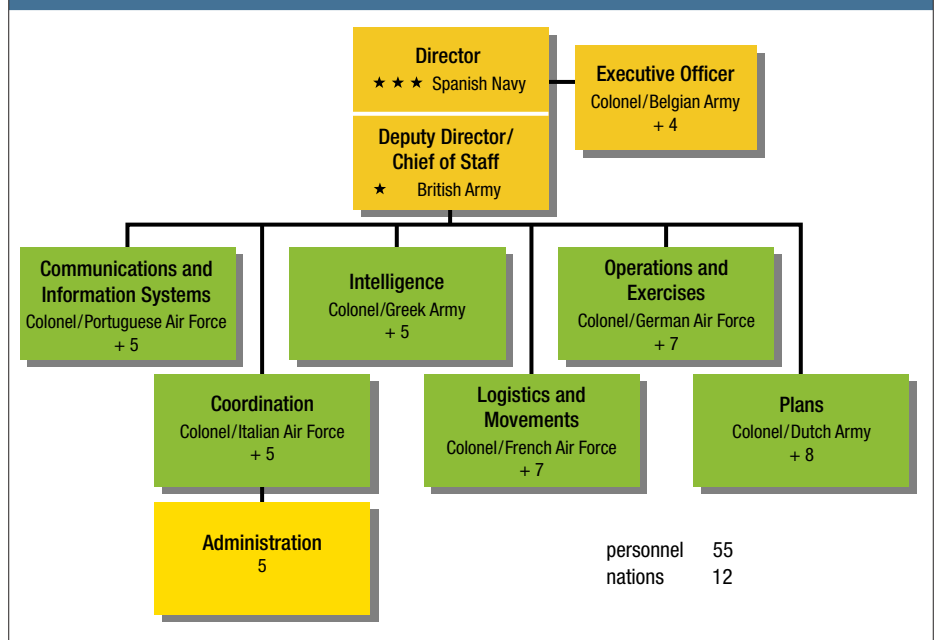 Director
★ ★ ★ Spanish Navy
Executive Officer
Colonel/Belgian Army
+ 4
Deputy Director/
Chief of Staff
★ British Army
Communications and
Information Systems
Colonel/Portuguese Air Force
+ 5
Intelligence
Colonel/Greek Army
+ 5
Operations and
Exercises
Colonel/German Air Force
+ 7
Coordination
Colonel/Italian Air Force
+ 5
Logistics and
Movements
Colonel/French Air Force
+ 7
Plans
Colonel/Dutch Army
+ 8
Administration
5
personnel 55
nations 12